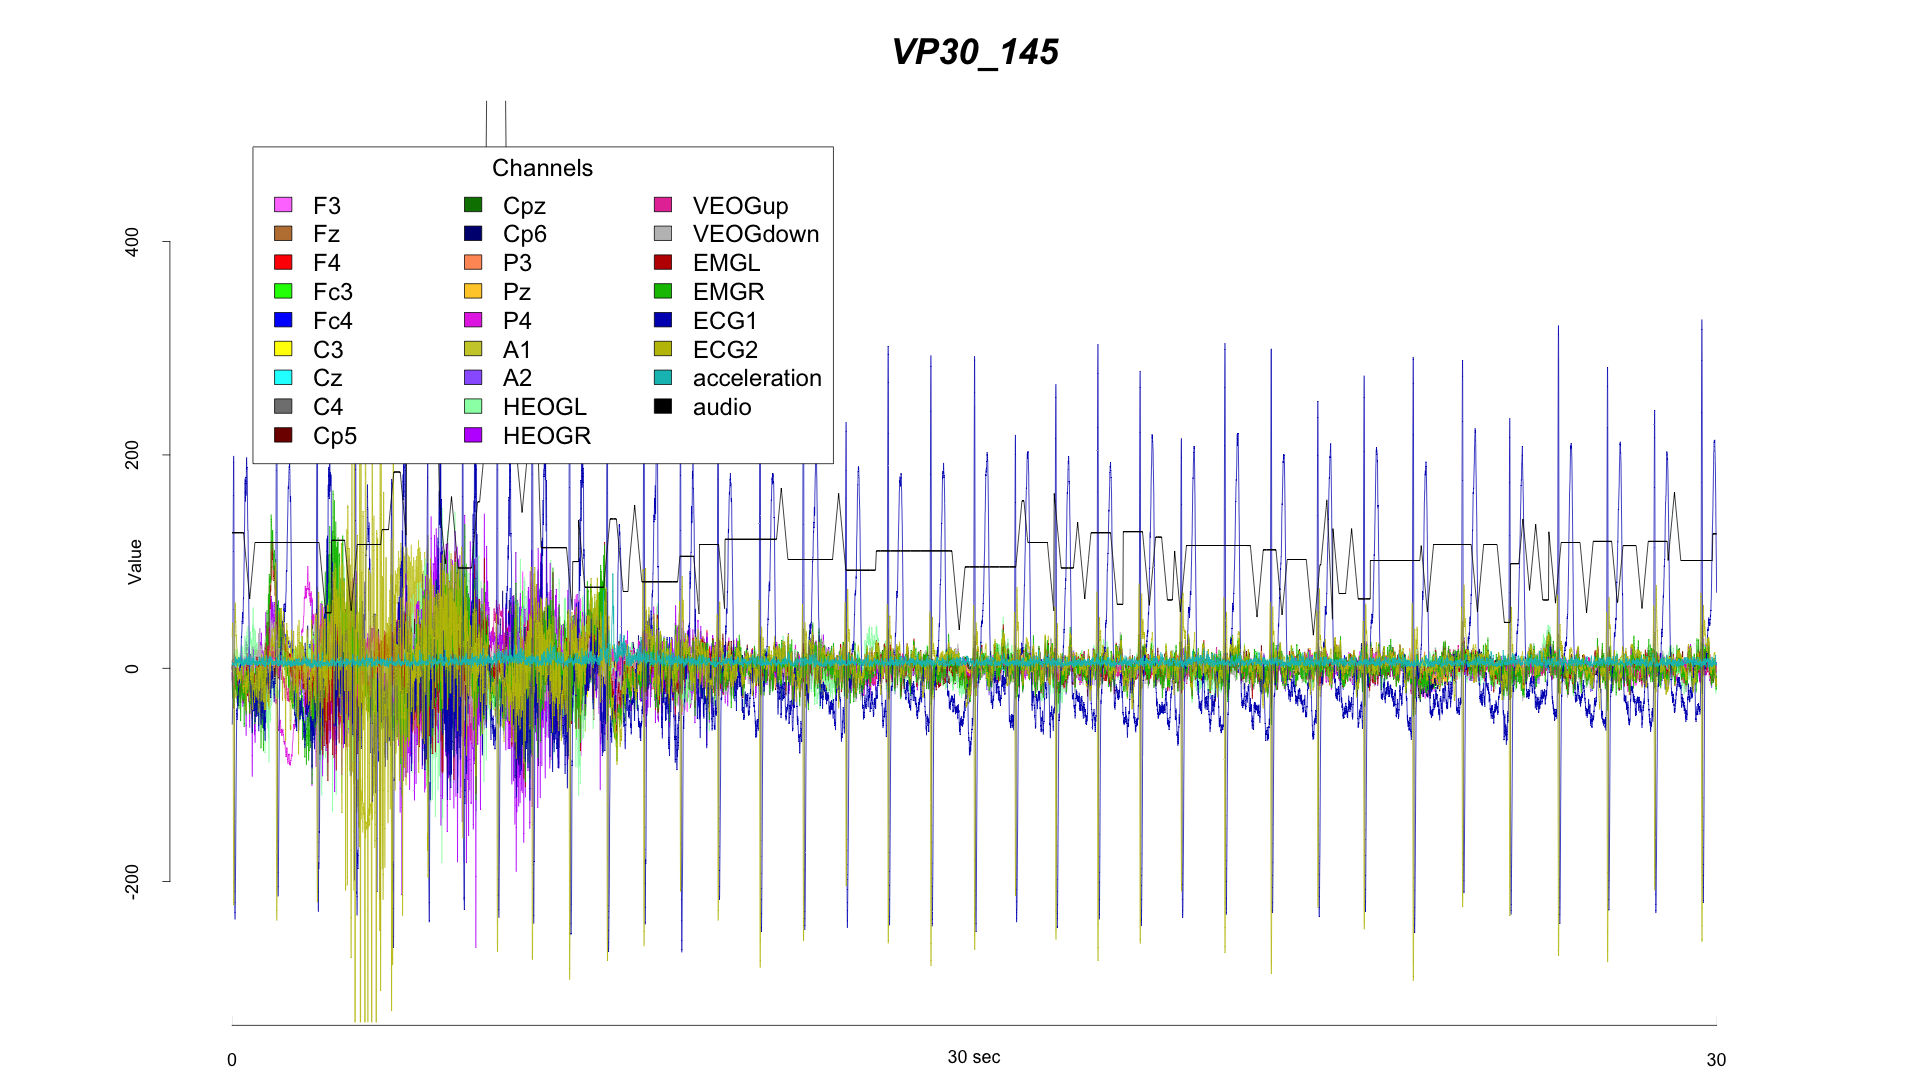 VP30_145
Channels
F3
Fz
F4
Fc3
Fc4
C3
Cz
C4
Cp5
Cpz
Cp6
P3
Pz
P4
A1
A2
HEOGL
HEOGR
VEOGup
VEOGdown
EMGL
EMGR
ECG1
ECG2
acceleration
audio
Value
400
200
0
-200
0
30 sec
30